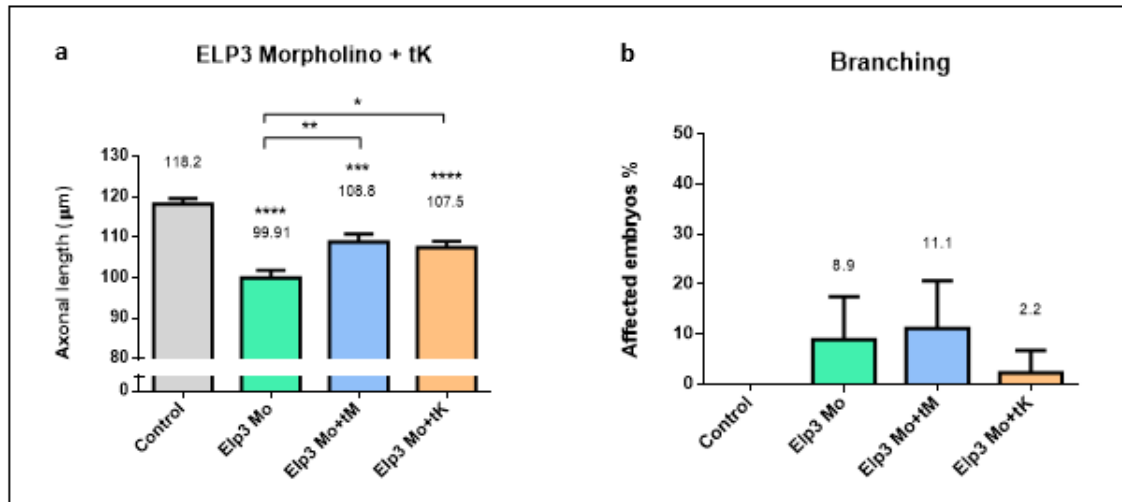 a
ELP3 Morpholino + tK
*
**
130
120
110
100
90
80
0
Axonal length (µm)
118.2
****
99.91
***
108.8
****
107.5
Control
Elp3 Mo
Elp3 Mo+tM
Elp3 Mo+tK
b
Branching
50
40
30
20
10
0
Affected embryos %
8.9
11.1
2.2
Control
Elp3 Mo
Elp3 Mo+tM
Elp3 Mo+tK